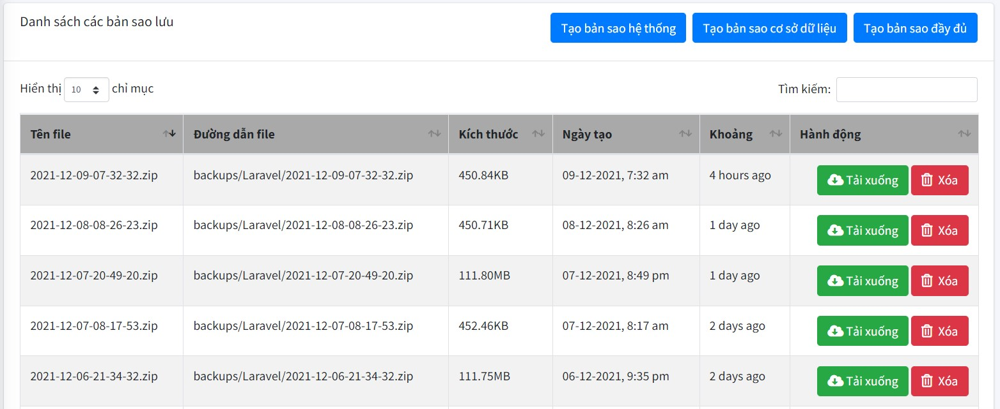 Danh sách các bản sao lưu
Tạo bản sao hệ thống Tạo bản sao cơ sở dữ liệu Tạo bản sao đầy đủ
Hiển thị 10 chỉ mục Tìm kiếm:
Tên file Đường dẫn file Kích thước Ngày tạo Khoảng Hành động
2021-12-09-07-32-32.zip backups/Laravel/2021-12-09-07-32-32.zip 450.84KB 09-12-2021, 7:32 am 4 hours ago Tải xuống Xóa
2021-12-08-08-26-23.zip backups/Laravel/2021-12-08-08-26-23.zip 450.71KB 08-12-2021, 8:26 am 1 day ago Tải xuống Xóa
2021-12-07-20-49-20.zip backups/Laravel/2021-12-07-20-49-20.zip 111.80MB 07-12-2021, 8:49 pm 1 day ago Tải xuống Xóa
2021-12-07-08-17-53.zip backups/Laravel/2021-12-07-08-17-53.zip 452.46KB 07-12-2021, 8:17 am 2 days ago Tải xuống Xóa
2021-12-06-21-34-32.zip backups/Laravel/2021-12-06-21-34-32.zip 111.75MB 06-12-2021, 9:35 pm 2 days ago Tải xuống Xóa